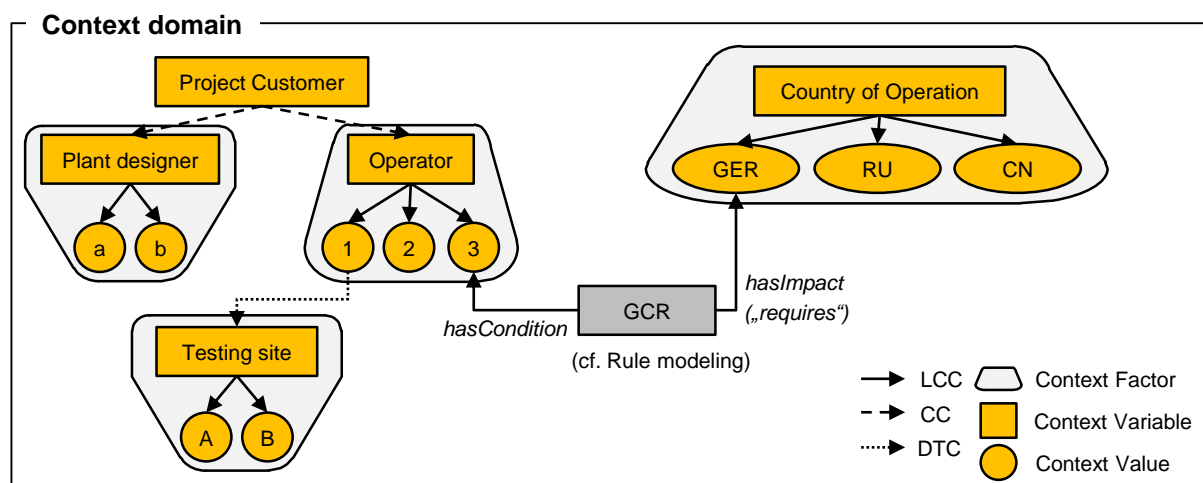 Context domain
Project Customer
Country of Operation
Plant designer
Operator
GER
RU
CN
a
b
1
2
3
hasImpact
(„requires“)
hasCondition
GCR
(cf. Rule modeling)
Testing site
A
B
LCC
Context Factor
CC
Context Variable
DTC
Context Value